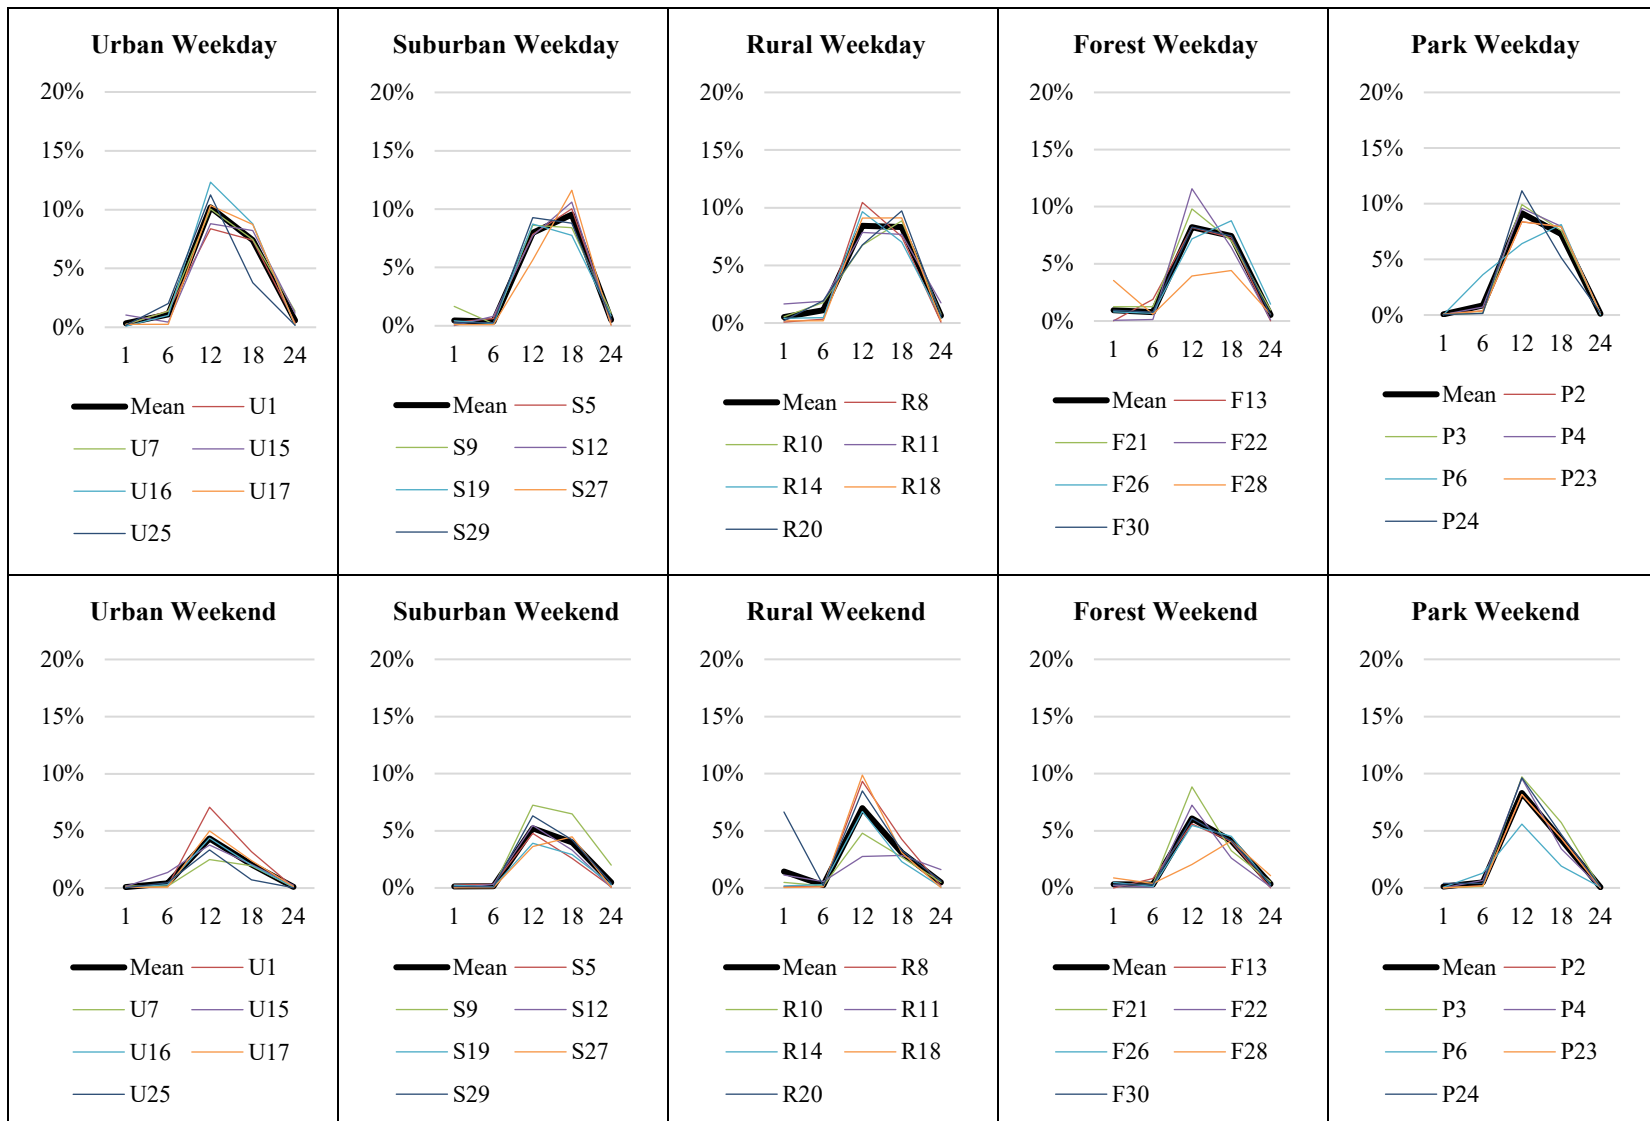 Urban Weekday
20%
15%
10%
5%
0%
1 6 12 18 24
Mean U1
U7 U15
U16 U17
U25
Suburban Weekday
20%
15%
10%
5%
0%
1 6 12 18 24
Mean S5
S9 S12
S19 S27
S29
Rural Weekday
20%
15%
10%
5%
0%
1 6 12 18 24
Mean R8
R10 R11
R14 R18
R20
Forest Weekday
20%
15%
10%
5%
0%
1 6 12 18 24
Mean F13
F21 F22
F26 F28
F30
Park Weekday
20%
15%
10%
5%
0%
1 6 12 18 24
Mean P2
P3 P4
P6 P23
P24
Urban Weekend
20%
15%
10%
5%
0%
1 6 12 18 24
Mean U1
U7 U15
U16 U17
U25
Suburban Weekend
20%
15%
10%
5%
0%
1 6 12 18 24
Mean S5
S9 S12
S19 S27
S29
Rural Weekend
20%
15%
10%
5%
0%
1 6 12 18 24
Mean R8
R10 R11
R14 R18
R20
Forest Weekend
20%
15%
10%
5%
0%
1 6 12 18 24
Mean F13
F21 F22
F26 F28
F30
Park Weekend
20%
15%
10%
5%
0%
1 6 12 18 24
Mean P2
P3 P4
P6 P23
P24